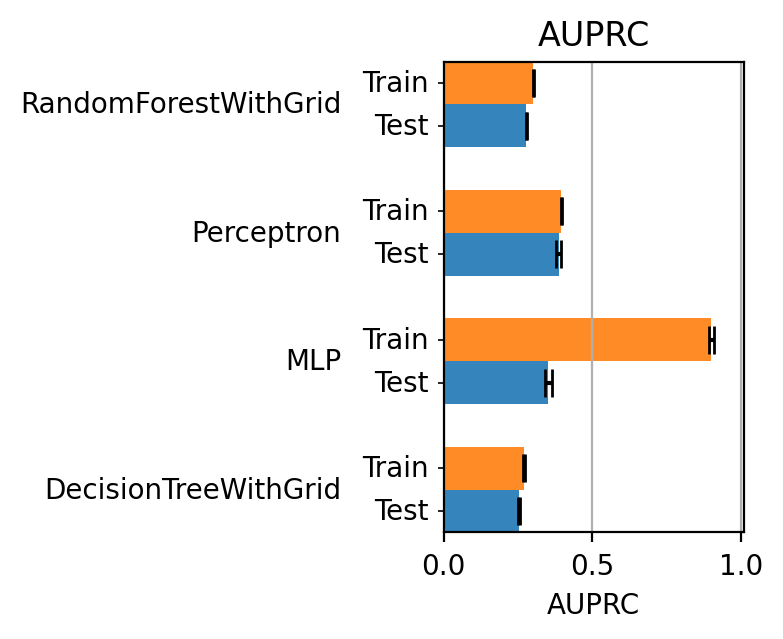 AUPRC
RandomForestWithGrid
Train
Test
Perceptron
Train
Test
MLP
Train
Test
DecisionTreeWithGrid
Train
Test
0.0 0.5 1.0
AUPRC